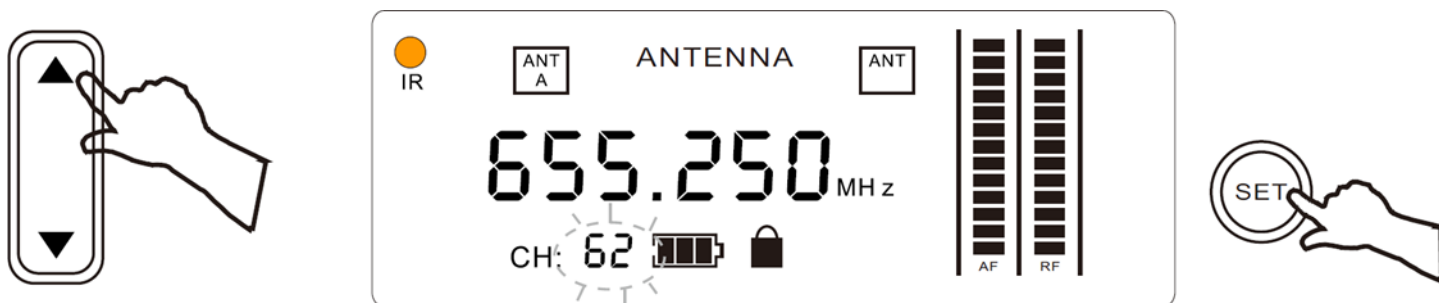 IR
ANT
A
ANTENNA
ANT
655.250 MHz
CH: 62
AF
RF
SET